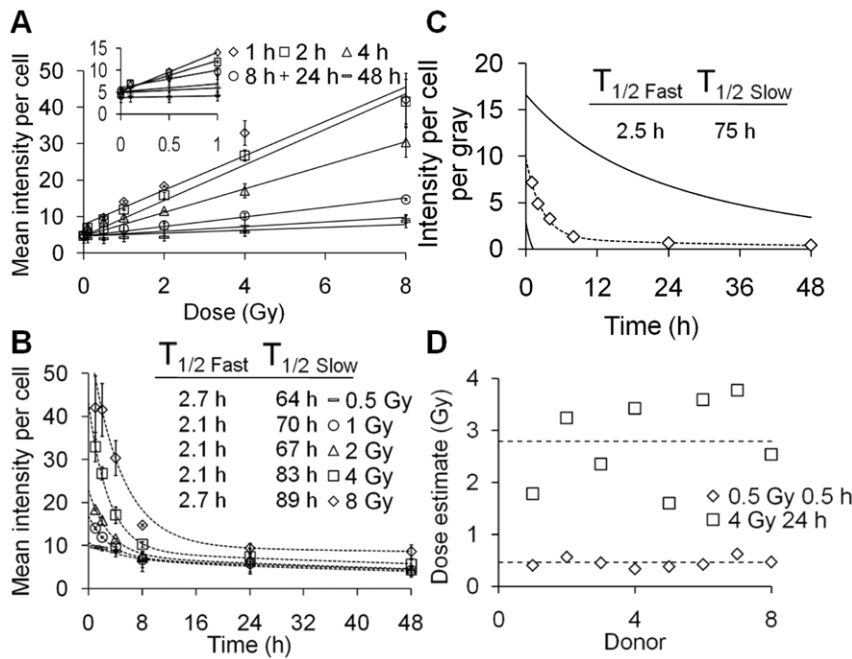 A
Mean intensity per cell
50
40
30
20
10
0
0 2 4 6 8
Dose (Gy)
15
10
5
0
0 0.5 1
1 h 2 h 4 h
8 h 24 h 48 h
B
Mean intensity per cell
50
40
30
20
10
0
0 8 16 24 32 40 48
Time (h)
T1/2 Fast T1/2 Slow
2.7 h 64 h 0.5 Gy
2.1 h 70 h 1 Gy
2.1 h 67 h 2 Gy
2.1 h 83 h 4 Gy
2.7 h 89 h 8 Gy
C
Intensity per cell
per gray
20
15
10
5
0
0 12 24 36 48
Time (h)
T1/2 Fast T1/2 Slow
2.5 h 75 h
D
Dose estimate (Gy)
4
3
2
1
0
0 4 8
Donor
0.5 Gy 0.5 h
4 Gy 24 h